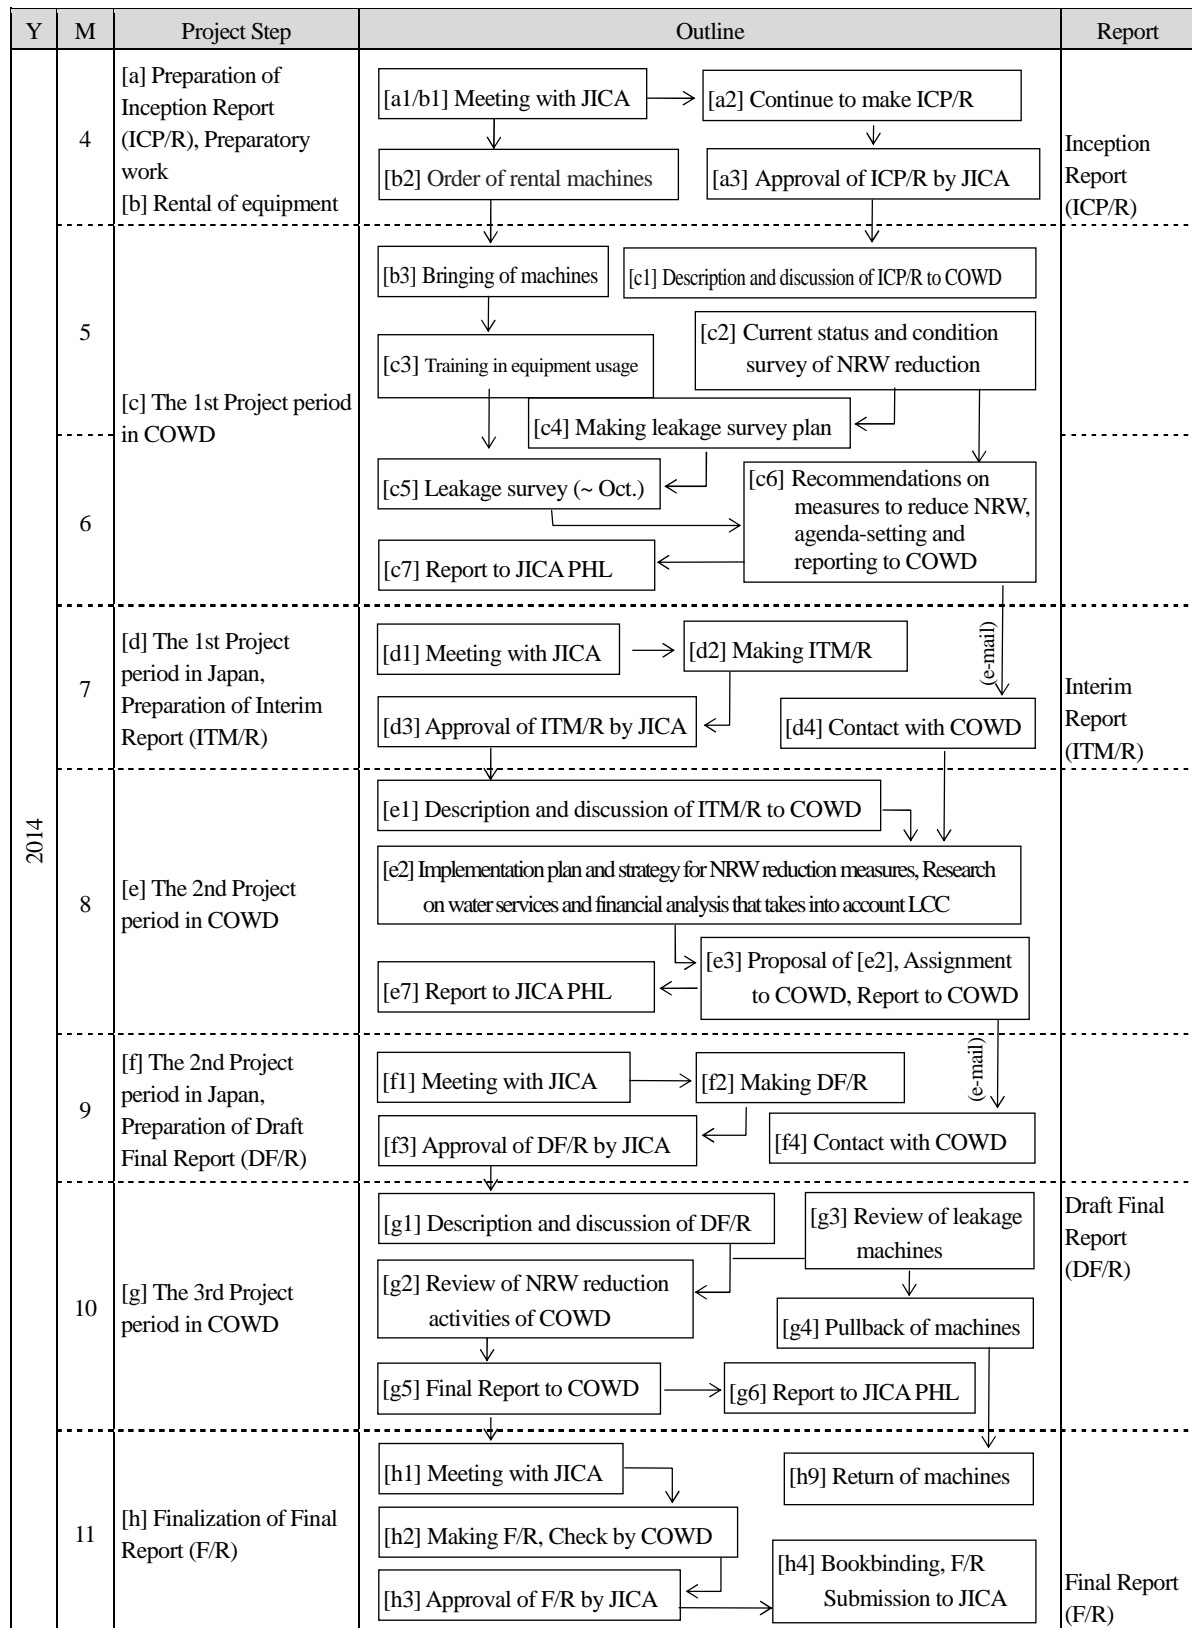 Y M Project Step Outline Report
2014
4
[a] Preparation of
Inception Report
(ICP/R), Preparatory
work
[b] Rental of equipment
[a1/b1] Meeting with JICA
[a2] Continue to make ICP/R
[b2] Order of rental machines
[a3] Approval of ICP/R by JICA
Inception
Report
(ICP/R)
5
6
[c] The 1st Project period
in COWD
[b3] Bringing of machines
[c1] Description and discussion of ICP/R to COWD
[c2] Current status and condition
survey of NRW reduction
[c3] Training in equipment usage
[c4] Making leakage survey plan
[c5] Leakage survey (~ Oct.)
[c6] Recommendations on
measures to reduce NRW,
agenda-setting and
reporting to COWD
[c7] Report to JICA PHL
7
[d] The 1st Project
period in Japan,
Preparation of Interim
Report (ITM/R)
[d1] Meeting with JICA
[d2] Making ITM/R
(e-mail)
[d3] Approval of ITM/R by JICA
[d4] Contact with COWD
Interim
Report
(ITM/R)
8
[e] The 2nd Project
period in COWD
[e1] Description and discussion of ITM/R to COWD
[e2] Implementation plan and strategy for NRW reduction measures, Research
on water services and financial analysis that takes into account LCC
[e3] Proposal of [e2], Assignment
to COWD, Report to COWD
[e7] Report to JICA PHL
9
[f] The 2nd Project
period in Japan,
Preparation of Draft
Final Report (DF/R)
[f1] Meeting with JICA
[f2] Making DF/R
(e-mail)
[f3] Approval of DF/R by JICA
[f4] Contact with COWD
10
[g] The 3rd Project
period in COWD
[g1] Description and discussion of DF/R
[g3] Review of leakage
machines
[g2] Review of NRW reduction
activities of COWD
[g4] Pullback of machines
[g5] Final Report to COWD
[g6] Report to JICA PHL
Draft Final
Report
(DF/R)
11
[h] Finalization of Final
Report (F/R)
[h1] Meeting with JICA
[h9] Return of machines
[h2] Making F/R, Check by COWD
[h3] Approval of F/R by JICA
[h4] Bookbinding, F/R
Submission to JICA
Final Report
(F/R)